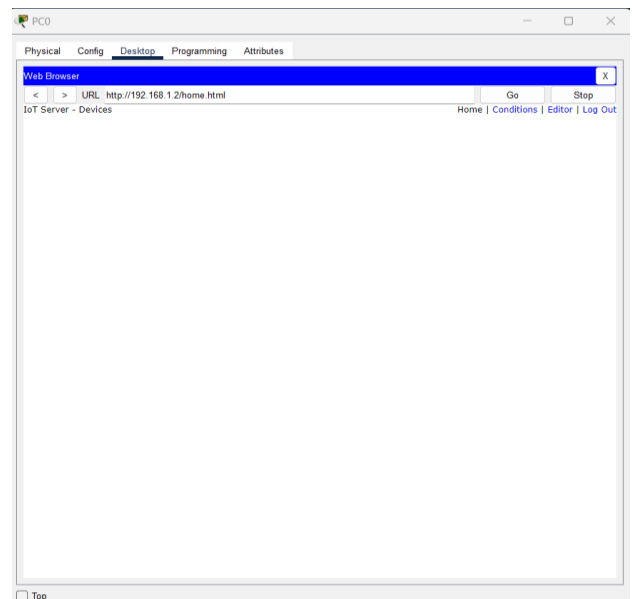 PC0
Physical Config Desktop Programming Attributes
Web Browser X
< > URL http://192.168.1.2/home.html Go Stop
IoT Server - Devices Home | Conditions | Editor | Log Out
Top